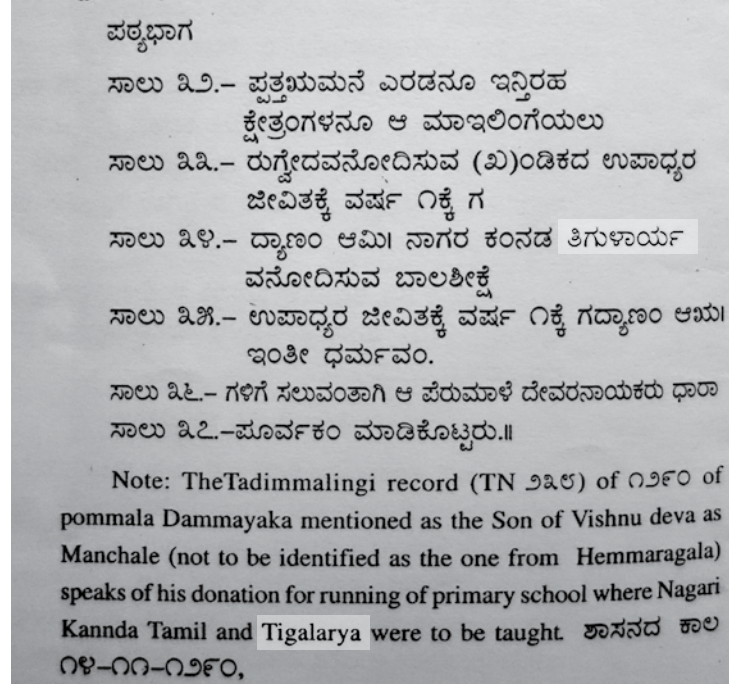 ಪಠ್ಯಭಾಗ
ಸಾಲು ೩೨.– ಪ್ಪತ್ತಋಮನೆ ಎರಡನೂ ಇನ್ತಿರಹ
ಕ್ಷೇತ್ರಂಗಳನೂ ಆ ಮಾಇಲಿಂಗೆಯಲು
ಸಾಲು ೩೩.– ರುಗ್ವೇದವನೋದಿಸುವ (ಖ)ಂಡಿಕದ ಉಪಾಧ್ಯರ
ಜೀವಿತಕ್ಕೆ ವರ್ಷ ೧ಕ್ಕೆ ಗ
ಸಾಲು ೩೪.– ದ್ಯಾಣಂ ಆಮಿ। ನಾಗರ ಕಂನಡ ತಿಗುಳಾರ್ಯ
ವನೋದಿಸುವ ಬಾಲಶೀಕ್ಷೆ
ಸಾಲು ೩೫.– ಉಪಾಧ್ಯರ ಜೀವಿತಕ್ಕೆ ವರ್ಷ ೧ಕ್ಕೆ ಗದ್ಯಾಣಂ ಆಋ।
ಇಂತೀ ಧರ್ಮವಂ.
ಸಾಲು ೩೬.– ಗಳಿಗೆ ಸಲುವಂತಾಗಿ ಆ ಪೆರುಮಾಳೆ ದೇವರನಾಯಕರು ಧಾರಾ
ಸಾಲು ೩೭.–ಪೂರ್ವಕಂ ಮಾಡಿಕೊಟ್ಟರು.॥
Note: TheTadimmalingi record (TN ೨೩೮) of ೧೨೯೦ of
pommala Dammayaka mentioned as the Son of Vishnu deva as
Manchale (not to be identified as the one from Hemmaragala)
speaks of his donation for running of primary school where Nagari
Kannda Tamil and Tigalarya were to be taught. ಶಾಸನದ ಕಾಲ
೧೪–೧೧–೧೨೯೦,